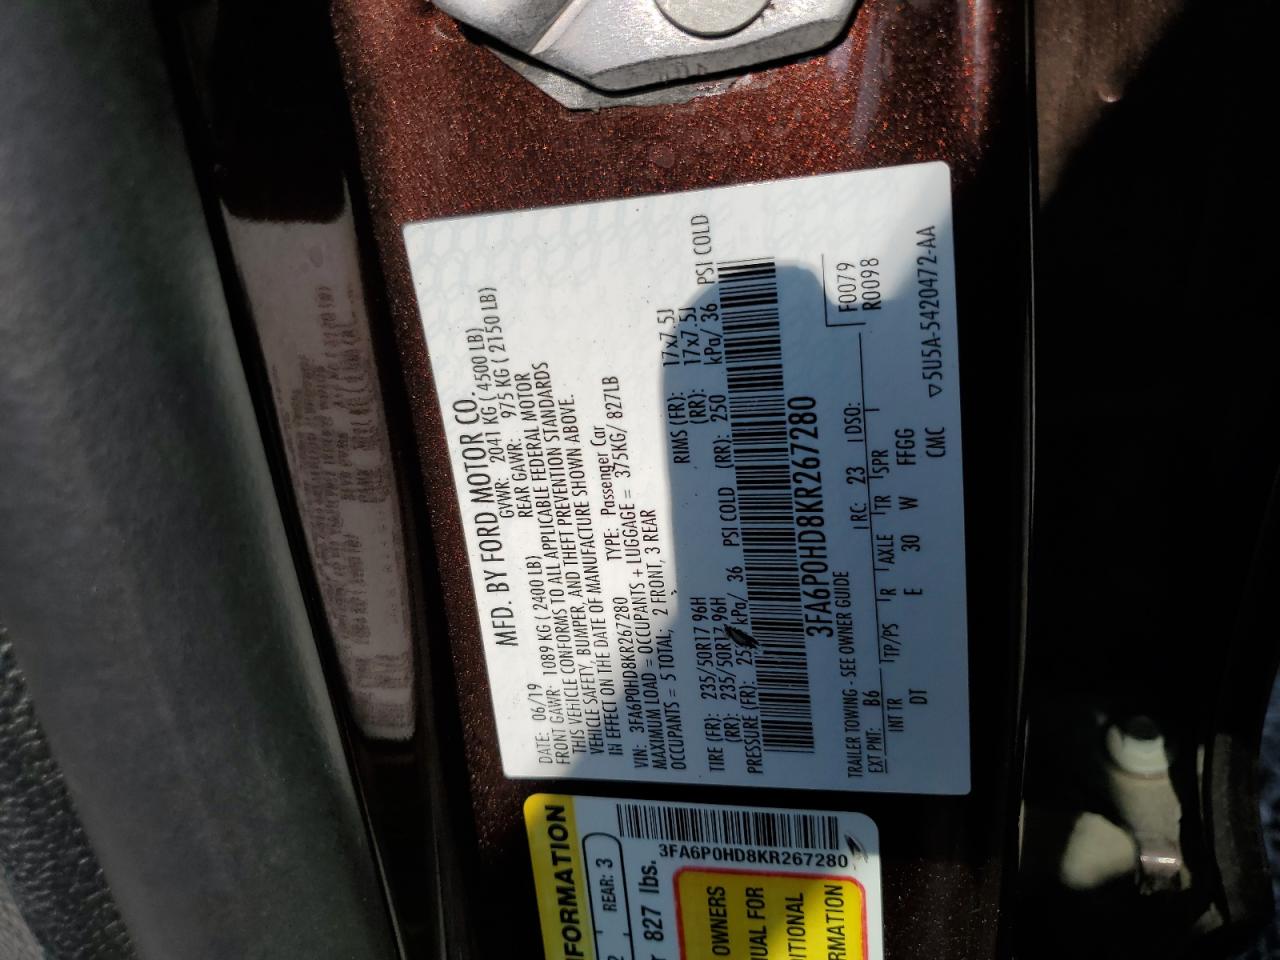 MFD. BY FORD MOTOR CO.
DATE: 06/19 GVWR: 2041 KG ( 4500 LB)
FRONT GAWR: 1089 KG ( 2400 LB) REAR GAWR: 975 KG ( 2150 LB)
THIS VEHICLE CONFORMS TO ALL APPLICABLE FEDERAL MOTOR
VEHICLE SAFETY, BUMPER, AND THEFT PREVENTION STANDARDS
IN EFFECT ON THE DATE OF MANUFACTURE SHOWN ABOVE.
VIN: 3FA6P0HD8KR267280 TYPE: Passenger Car
MAXIMUM LOAD = OCCUPANTS + LUGGAGE = 375KG/ 827LB
OCCUPANTS = 5 TOTAL, 2 FRONT, 3 REAR
TIRE (FR): 235/50R17 96H RIMS (FR): 17x7.5J
(RR): 235/50R17 96H (RR): 17x7.5J
PRESSURE (FR): kPa/ 36 PSI COLD (RR): 250 kPa/ 36 PSI COLD
3FA6P0HD8KR267280
F0079
R0098
TRAILER TOWING - SEE OWNER GUIDE
EXT PNT: B6 RC: 23 DSO:
INT TR TP/PS R AXLE TR SPR
DT E 30 W FFGG
CMC 5U5A-5420472-AA
FORMATION
REAR: 3
827 lbs.
3FA6P0HD8KR267280
OWNERS
FOR